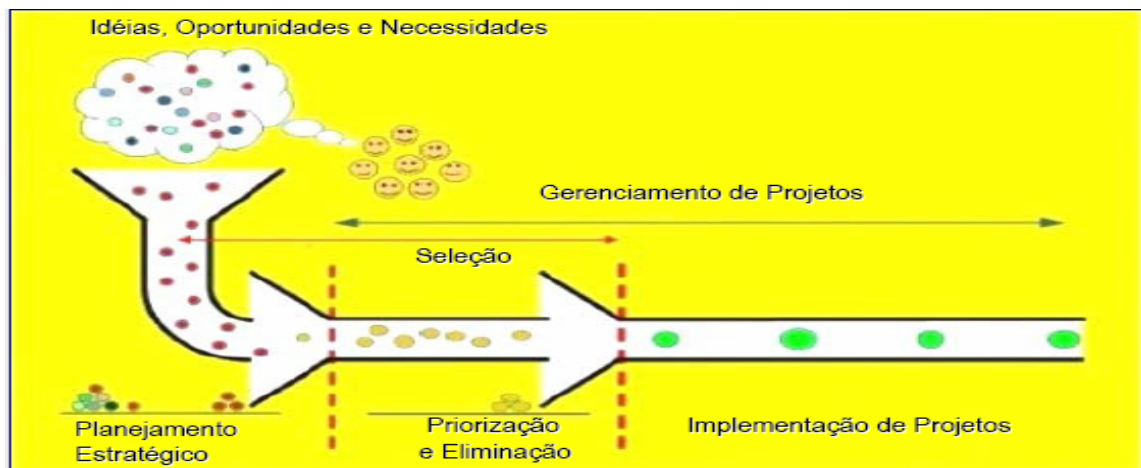 Idéias, Oportunidades e Necessidades
Gerenciamento de Projetos
Seleção
Planejamento
Estratégico
Priorização
e Eliminação
Implementação de Projetos